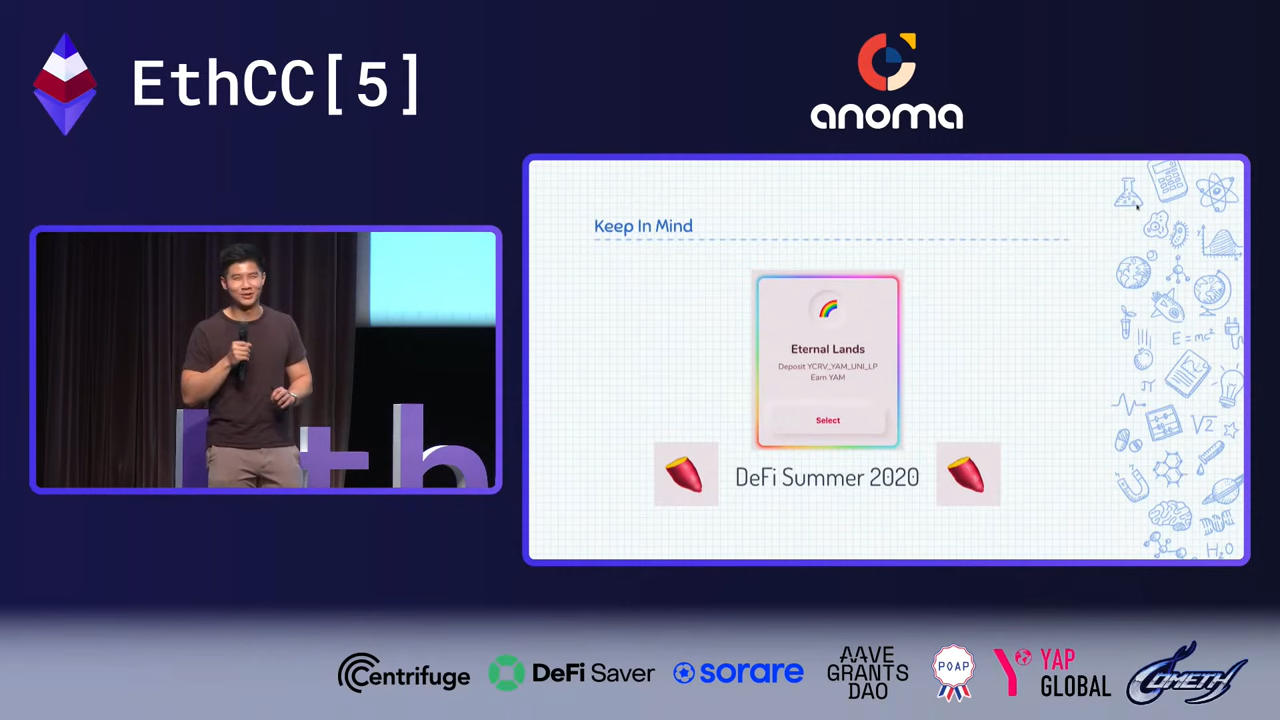 EthCC[5]
anoma
Keep In Mind
Eternal Lands
Deposit YCRV_YAM_UNI_LP
Earn YAM
Select
DeFi Summer 2020
E=mc²
√2
H₂O
th
Centrifuge
DeFi Saver
sorare
AAVE
GRANTS
DAO
POAP
YAP
GLOBAL
COMETH